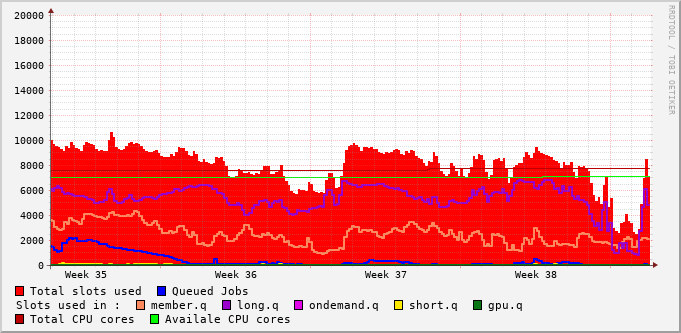 RRDTOOL / TOBI OETIKER
20000
18000
16000
14000
12000
10000
8000
6000
4000
2000
0
Week 35 Week 36 Week 37 Week 38
Total slots used Queued Jobs
Slots used in : member.q long.q ondemand.q short.q gpu.q
Total CPU cores Availale CPU cores